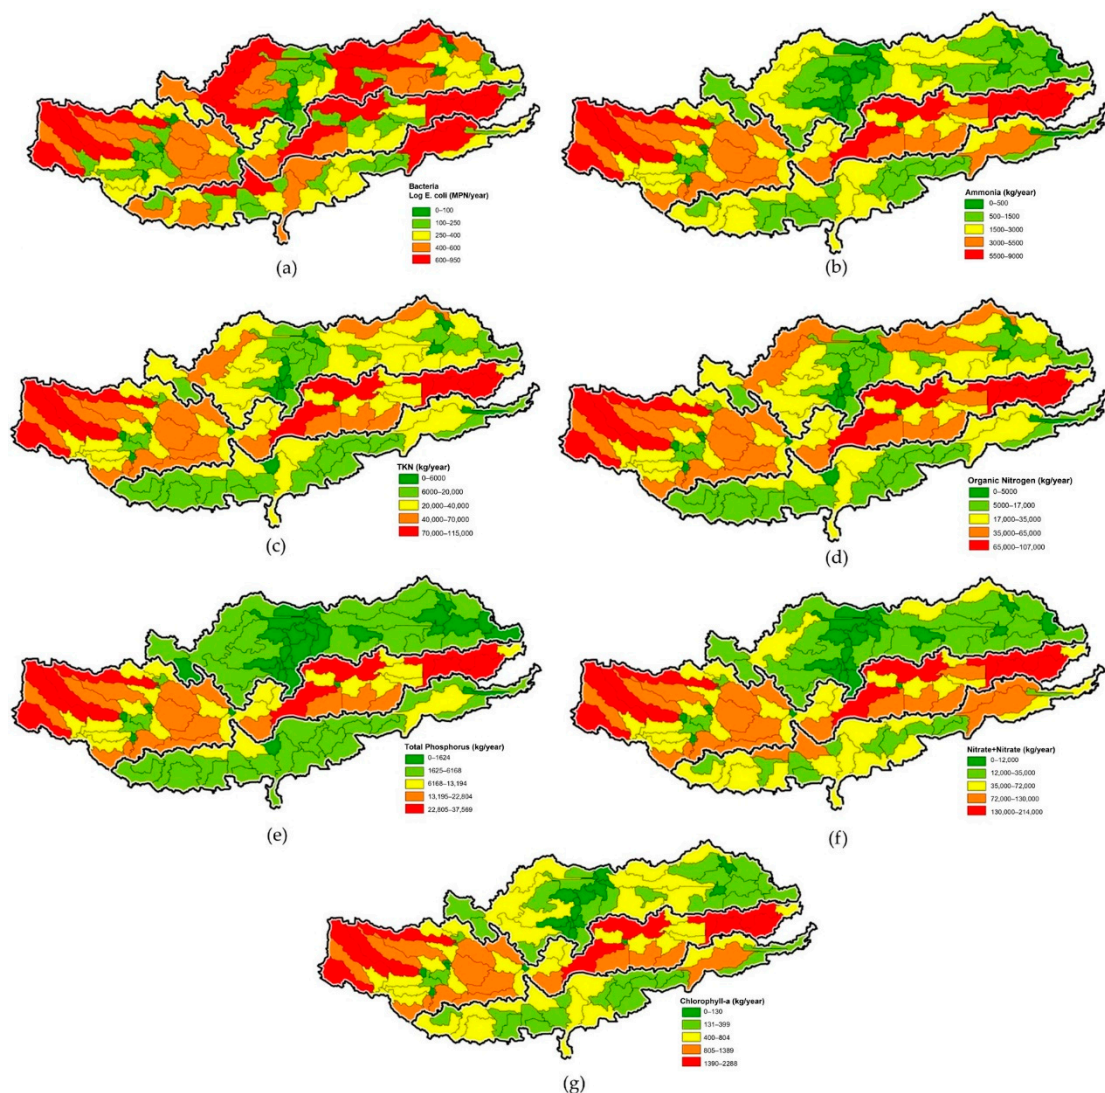 Bacteria
Log E. coli (MPN/year)
0–100
100–250
250–400
400–600
600–950
(a)
Ammonia (kg/year)
0–500
500–1500
1500–3000
3000–5500
5500–9000
(b)
TKN (kg/year)
0–6000
6000–20,000
20,000–40,000
40,000–70,000
70,000–115,000
(c)
Organic Nitrogen (kg/year)
0–5000
5000–17,000
17,000–35,000
35,000–65,000
65,000–107,000
(d)
Total Phosphorus (kg/year)
0–1624
1625–6168
6168–13,194
13,195–22,804
22,805–37,569
(e)
Nitrate+Nitrate (kg/year)
0–12,000
12,000–35,000
35,000–72,000
72,000–130,000
130,000–214,000
(f)
Chlorophyll-a (kg/year)
0–130
131–399
400–804
805–1389
1390–2288
(g)